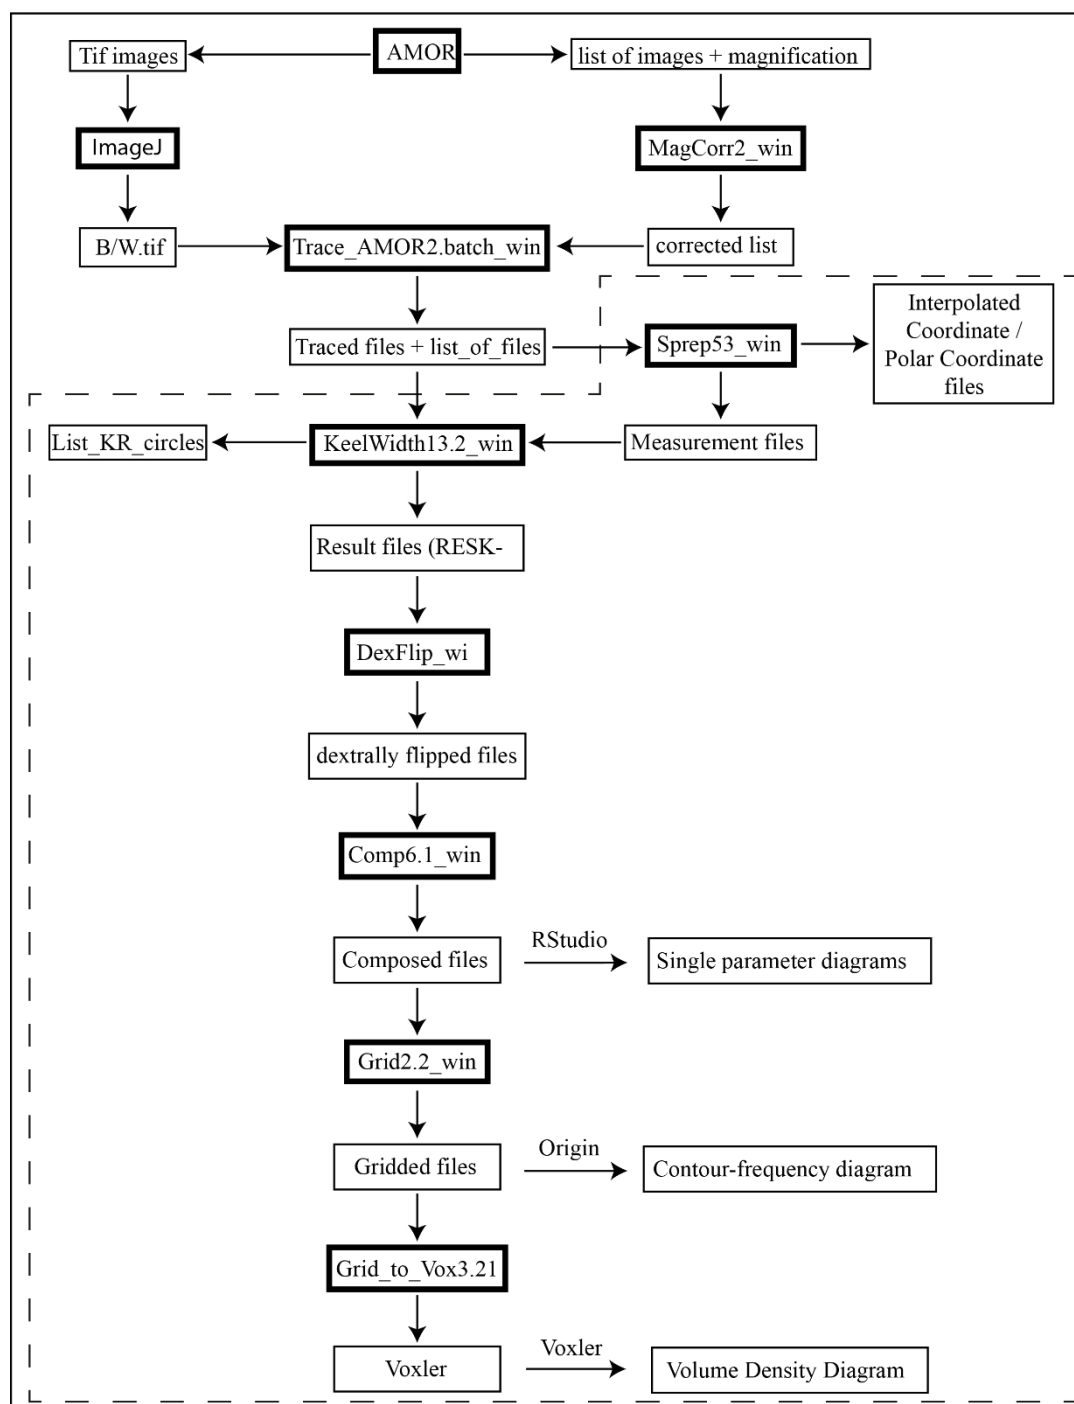 Tif images
AMOR
list of images + magnification
ImageJ
MagCorr2_win
B/W.tif
Trace_AMOR2.batch_win
corrected list
Interpolated
Coordinate /
Polar Coordinate
files
Traced files + list_of_files
Sprep53_win
List_KR_circles
KeelWidth13.2_win
Measurement files
Result files (RESK-
DexFlip_wi
dextrally flipped files
Comp6.1_win
Composed files
RStudio
Single parameter diagrams
Grid2.2_win
Gridded files
Origin
Contour-frequency diagram
Grid_to_Vox3.21
Voxler
Voxler
Volume Density Diagram